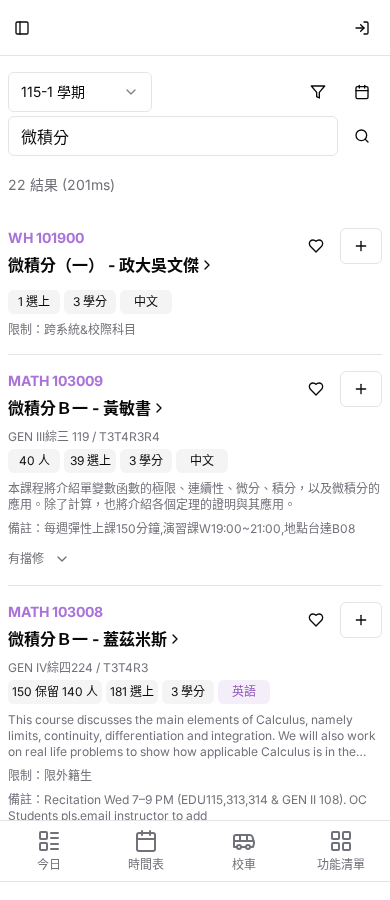 115-1 學期
微積分
22 結果 (201ms)
WH 101900
微積分（一） - 政大吳文傑
1 選上
3 學分
中文
限制：跨系統&校際科目
MATH 103009
微積分Ｂ一 - 黃敏書
GEN III綜三 119 / T3T4R3R4
40 人
39 選上
3 學分
中文
本課程將介紹單變數函數的極限、連續性、微分、積分，以及微積分的
應用。除了計算，也將介紹各個定理的證明與其應用。
備註：每週彈性上課150分鐘,演習課W19:00~21:00,地點台達B08
有擋修
MATH 103008
微積分Ｂ一 - 蓋茲米斯
GEN IV綜四224 / T3T4R3
150 保留 140 人
181 選上
3 學分
英語
This course discusses the main elements of Calculus, namely
limits, continuity, differentiation and integration. We will also work
on real life problems to show how applicable Calculus is in the…
限制：限外籍生
備註：Recitation Wed 7–9 PM (EDU115,313,314 & GEN II 108). OC
Students pls.email instructor to add
今日
時間表
校車
功能清單